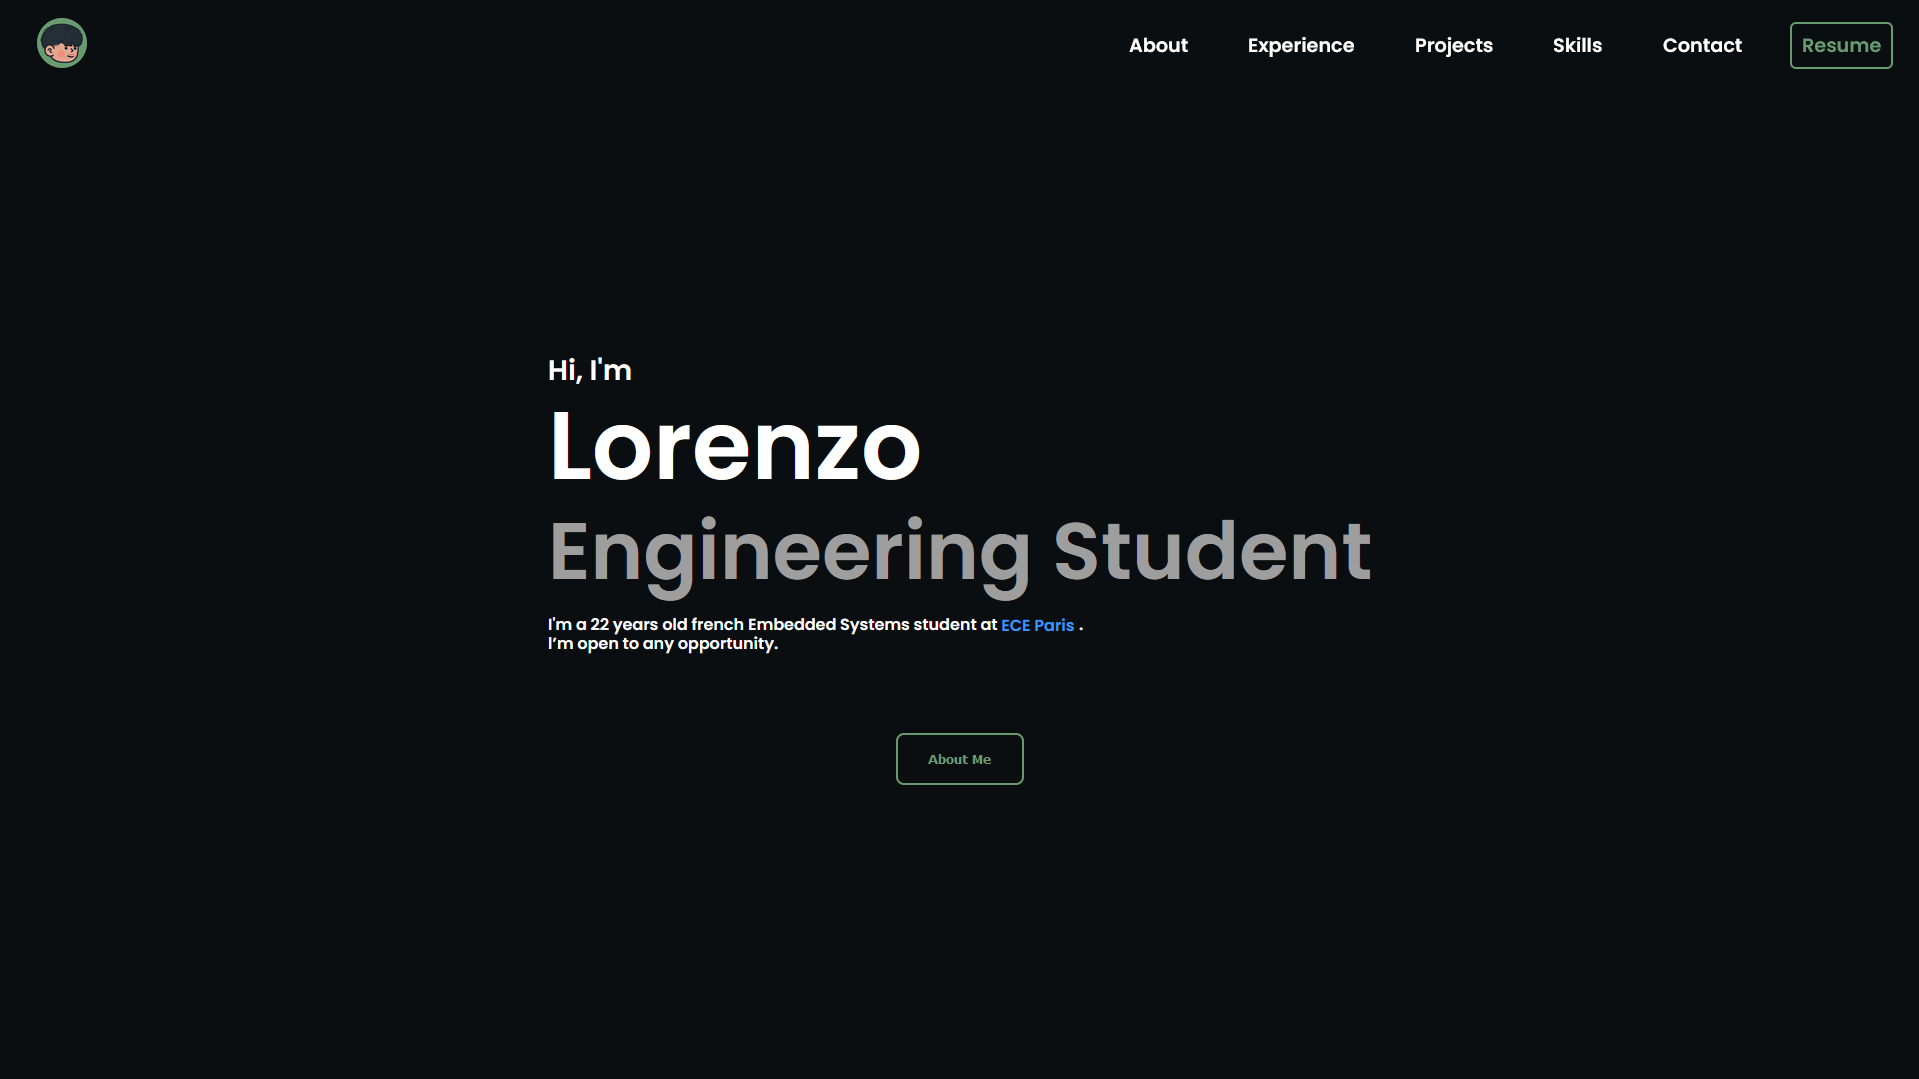 About Experience Projects Skills Contact Resume
Hi, I'm
Lorenzo
Engineering Student
I'm a 22 years old french Embedded Systems student at ECE Paris .
I’m open to any opportunity.
About Me